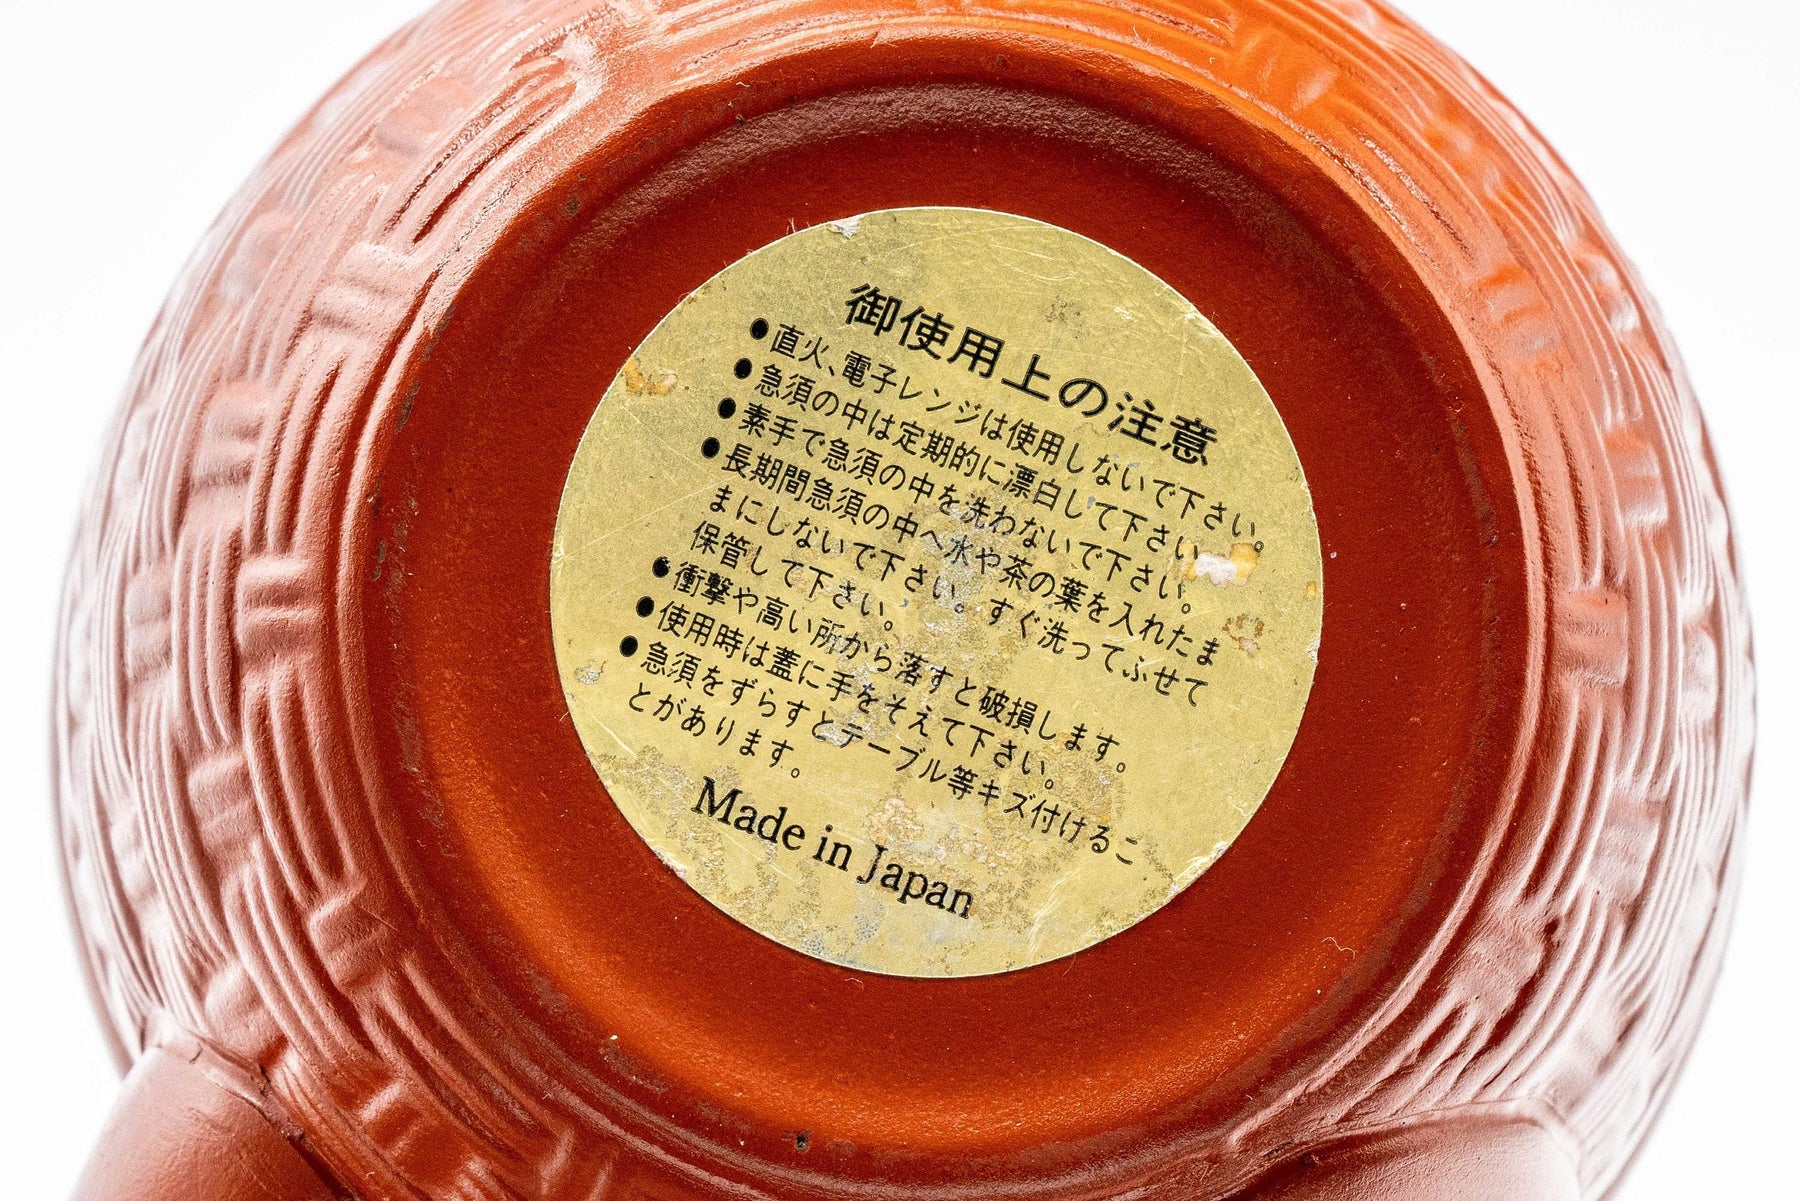 御使用上の注意
●直火、電子レンジは使用しないで下さい。
●急須の中は定期的に漂白して下さい
●素手で急須の中を洗わないで下さい。
●長期間急須の中へ水や茶の葉を入れたま
まにしないで下さい。すぐ洗ってふせて
保管して下さい。
●衝撃や高い所から落すと破損します。
●使用時は蓋に手をそえて下さい。
●急須をずらすとテーブル等キズ付けるこ
とがあります。
Made in Japan